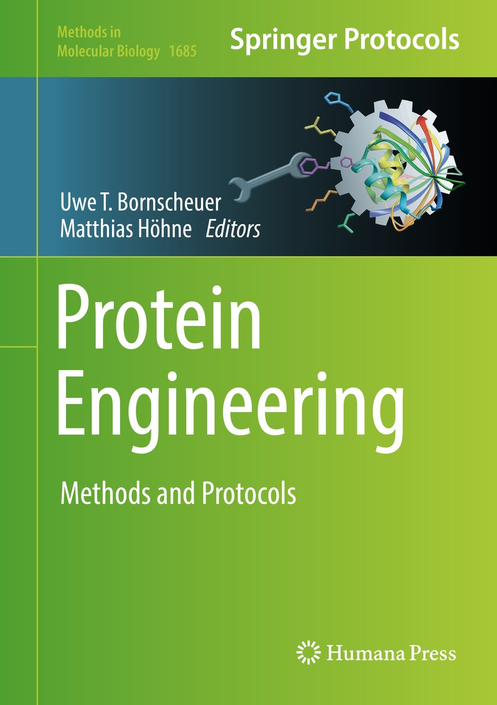 Methods in
Molecular Biology 1685
Springer Protocols
Uwe T. Bornscheuer
Matthias Höhne Editors
Protein
Engineering
Methods and Protocols
Humana Press